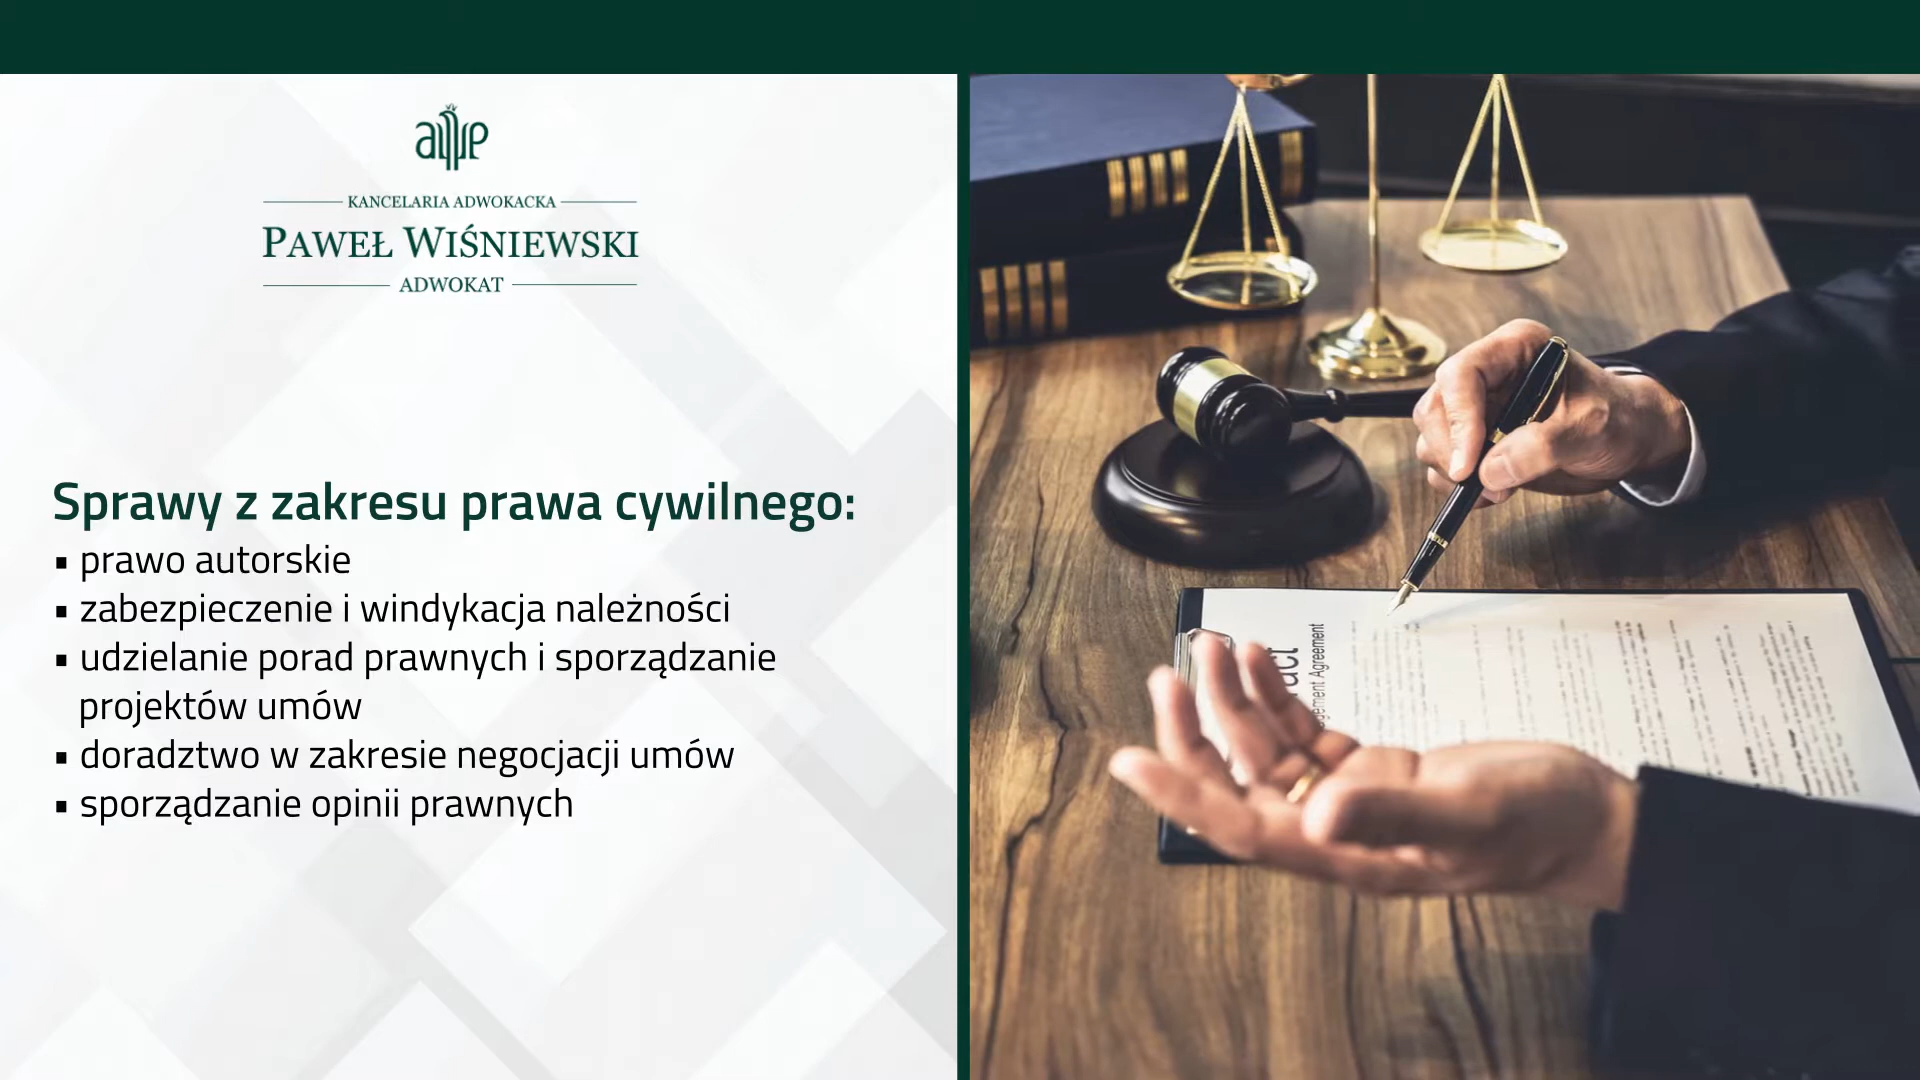 KANCELARIA ADWOKACKA
PAWEŁ WIŚNIEWSKI
ADWOKAT
Sprawy z zakresu prawa cywilnego:
▪ prawo autorskie
▪ zabezpieczenie i windykacja należności
▪ udzielanie porad prawnych i sporządzanie
projektów umów
▪ doradztwo w zakresie negocjacji umów
▪ sporządzanie opinii prawnych
Agreement